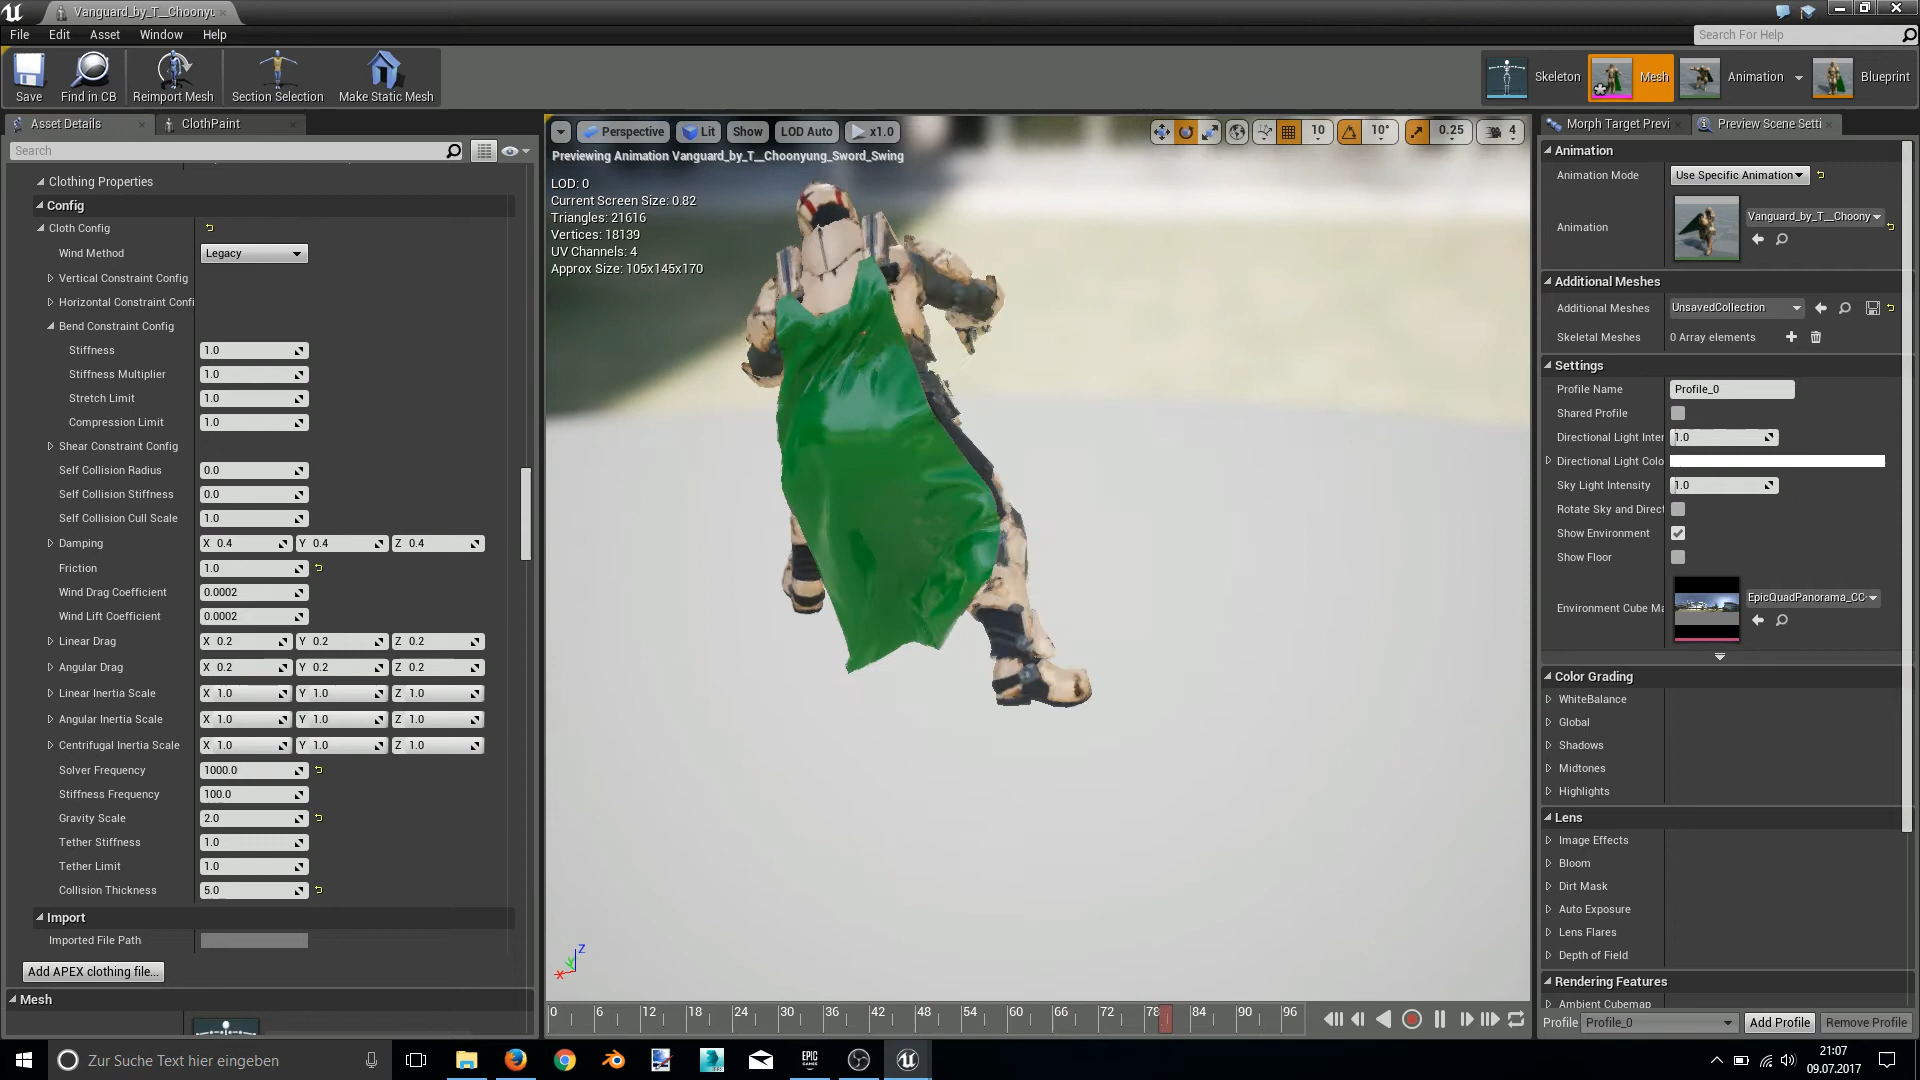 Vanguard_by_T__Choonyu
File Edit Asset Window Help
Search For Help
Save
Find in CB
Reimport Mesh
Section Selection
Make Static Mesh
Skeleton
Mesh
Animation
Blueprint
Asset Details
ClothPaint
Search
Clothing Properties
Config
Cloth Config
Wind Method Legacy
Vertical Constraint Config
Horizontal Constraint Confi
Bend Constraint Config
Stiffness 1.0
Stiffness Multiplier 1.0
Stretch Limit 1.0
Compression Limit 1.0
Shear Constraint Config
Self Collision Radius 0.0
Self Collision Stiffness 0.0
Self Collision Cull Scale 1.0
Damping X 0.4 Y 0.4 Z 0.4
Friction 1.0
Wind Drag Coefficient 0.0002
Wind Lift Coefficient 0.0002
Linear Drag X 0.2 Y 0.2 Z 0.2
Angular Drag X 0.2 Y 0.2 Z 0.2
Linear Inertia Scale X 1.0 Y 1.0 Z 1.0
Angular Inertia Scale X 1.0 Y 1.0 Z 1.0
Centrifugal Inertia Scale X 1.0 Y 1.0 Z 1.0
Solver Frequency 1000.0
Stiffness Frequency 100.0
Gravity Scale 2.0
Tether Stiffness 1.0
Tether Limit 1.0
Collision Thickness 5.0
Import
Imported File Path
Add APEX clothing file...
Mesh
Perspective Lit Show LOD Auto x1.0
10 10° 0.25 4
Previewing Animation Vanguard_by_T__Choonyung_Sword_Swing
LOD: 0
Current Screen Size: 0.82
Triangles: 21616
Vertices: 18139
UV Channels: 4
Approx Size: 105x145x170
Z
X
0 6 12 18 24 30 36 42 48 54 60 66 72 78 84 90 96
Morph Target Previ
Preview Scene Setti
Animation
Animation Mode Use Specific Animation
Animation Vanguard_by_T__Choony
Additional Meshes
Additional Meshes UnsavedCollection
Skeletal Meshes 0 Array elements
Settings
Profile Name Profile_0
Shared Profile
Directional Light Inter 1.0
Directional Light Colo
Sky Light Intensity 1.0
Rotate Sky and Direct
Show Environment
Show Floor
Environment Cube Ma EpicQuadPanorama_CC
Color Grading
WhiteBalance
Global
Shadows
Midtones
Highlights
Lens
Image Effects
Bloom
Dirt Mask
Auto Exposure
Lens Flares
Depth of Field
Rendering Features
Ambient Cubemap
Profile Profile_0 Add Profile Remove Profile
Zur Suche Text hier eingeben
EPIC GAMES
21:07
09.07.2017